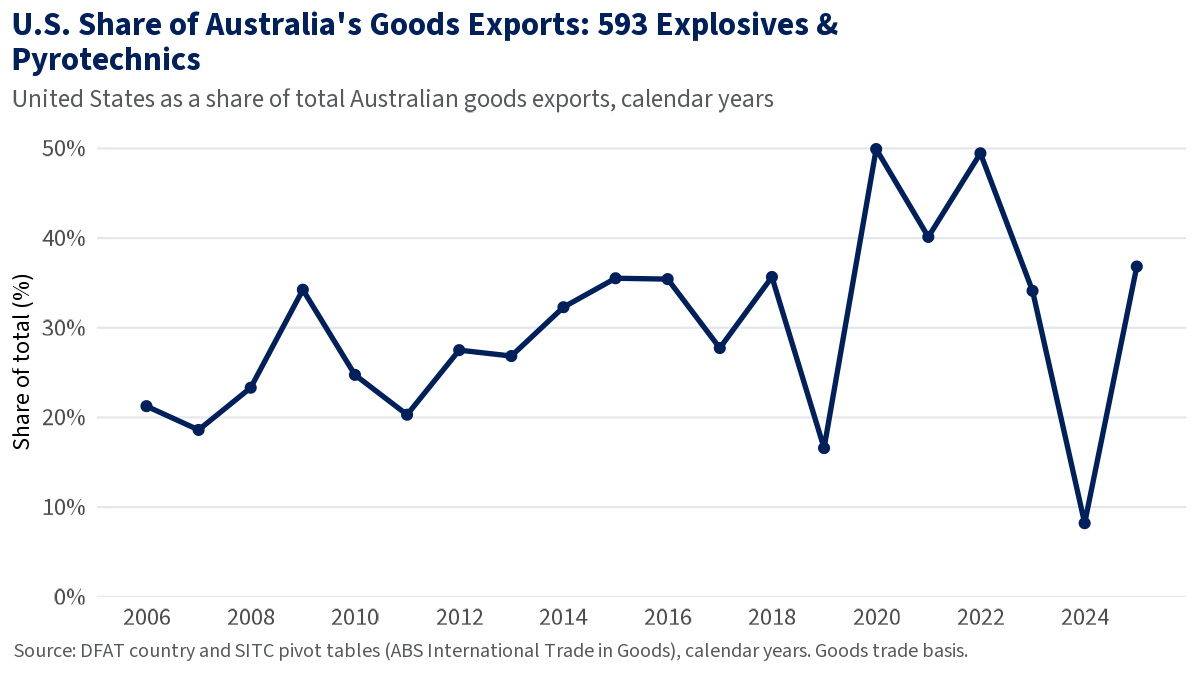 U.S. Share of Australia's Goods Exports: 593 Explosives &
Pyrotechnics
United States as a share of total Australian goods exports, calendar years
Share of total (%)
50%
40%
30%
20%
10%
0%
2006 2008 2010 2012 2014 2016 2018 2020 2022 2024
Source: DFAT country and SITC pivot tables (ABS International Trade in Goods), calendar years. Goods trade basis.